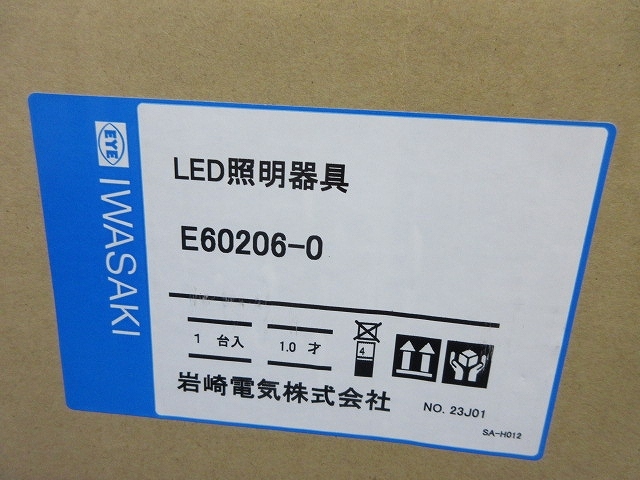 EYE
IWASAKI
LED照明器具
E60206-0
1 台入
1.0 才
4
岩崎電気株式会社
NO. 23J01
SA-H012